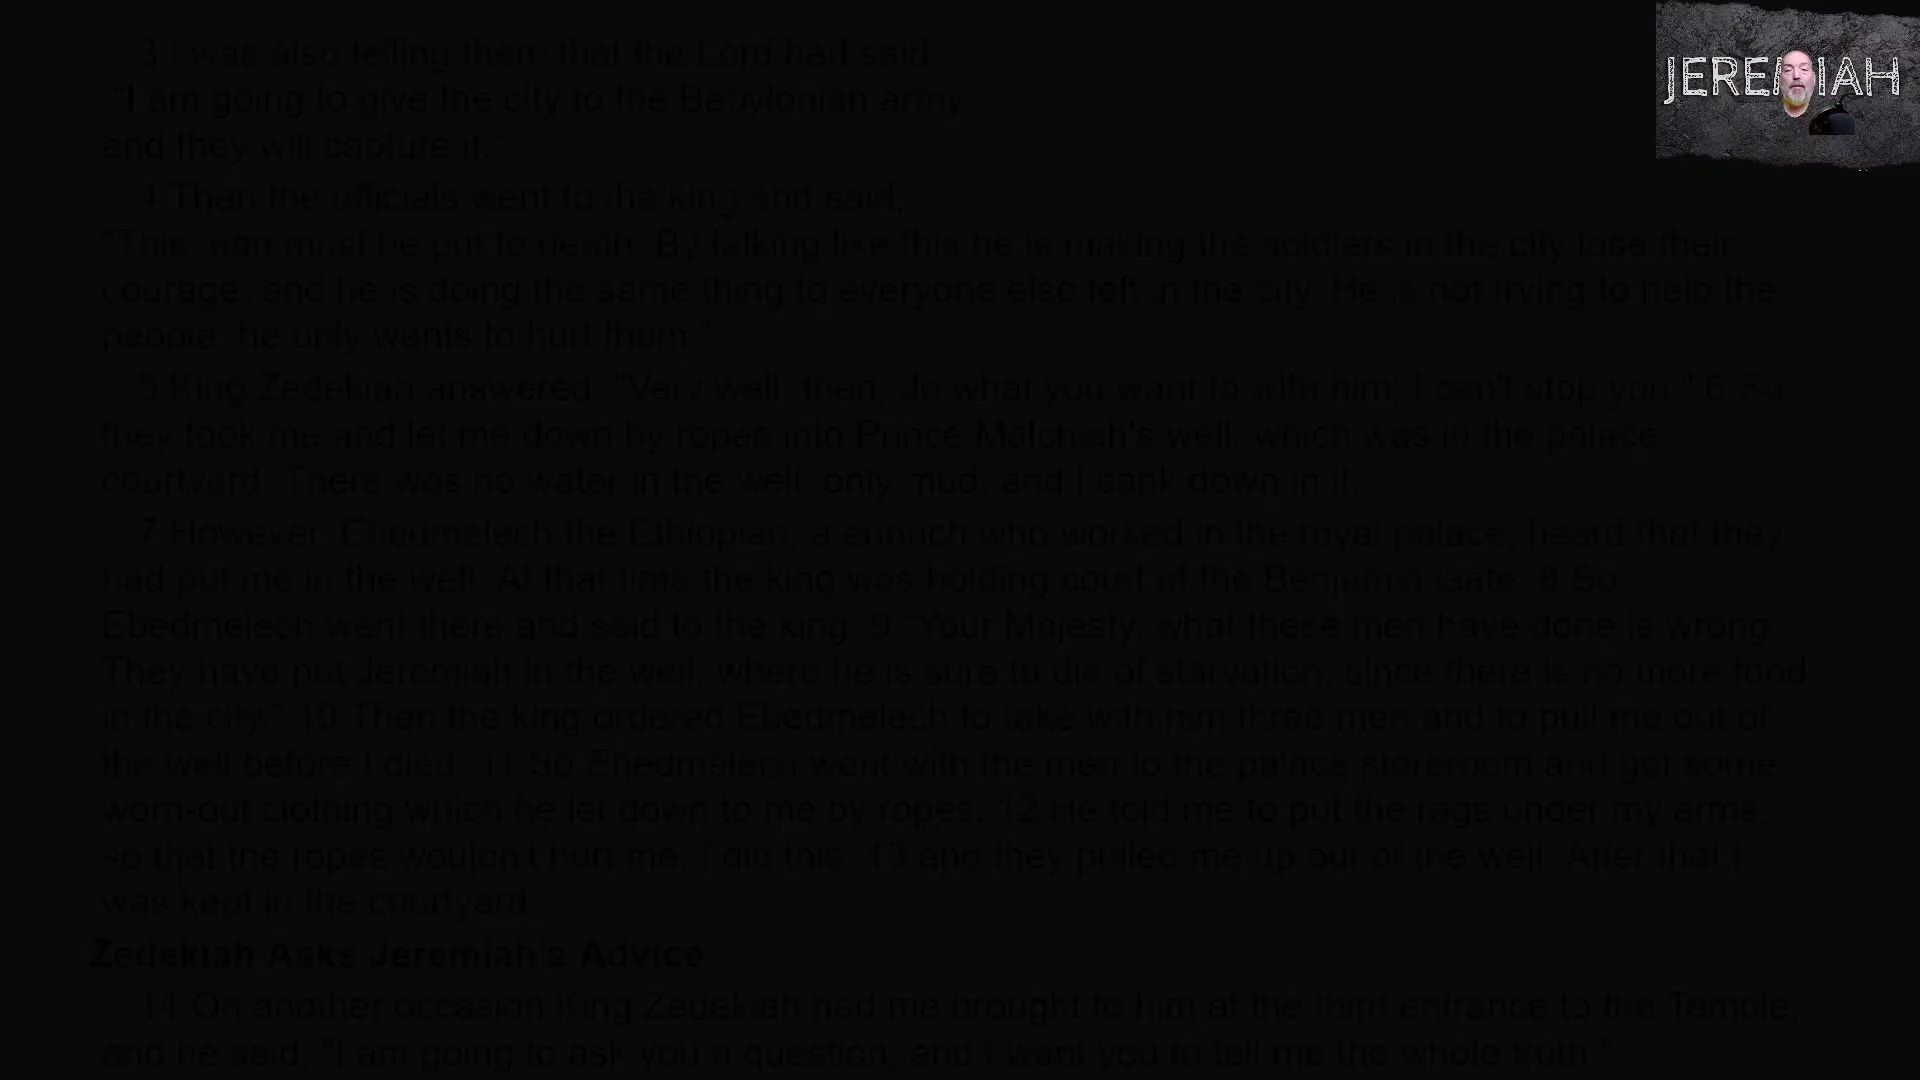 3 I was also telling them that the Lord had said,
"I am going to give the city to the Babylonian army
and they will capture it."
4 Then the officials went to the king and said,
"This man must be put to death. By talking like this he is making the soldiers in the city lose their
courage, and he is doing the same thing to everyone else left in the city. He is not trying to help the
people; he only wants to hurt them."
5 King Zedekiah answered, "Very well, then, do what you want to with him; I can't stop you." 6 So
they took me and let me down by ropes into Prince Malchiah's well, which was in the palace
courtyard. There was no water in the well, only mud, and I sank down in it.
7 However, Ebedmelech the Ethiopian, a eunuch who worked in the royal palace, heard that they
had put me in the well. At that time the king was holding court at the Benjamin Gate. 8 So
Ebedmelech went there and said to the king, 9 "Your Majesty, what these men have done is wrong.
They have put Jeremiah in the well, where he is sure to die of starvation, since there is no more food
in the city." 10 Then the king ordered Ebedmelech to take with him three men and to pull me out of
the well before I died. 11 So Ebedmelech went with the men to the palace storeroom and got some
worn-out clothing which he let down to me by ropes. 12 He told me to put the rags under my arms,
so that the ropes wouldn't hurt me. I did this, 13 and they pulled me up out of the well. After that I
was kept in the courtyard.
Zedekiah Asks Jeremiah's Advice
14 On another occasion King Zedekiah had me brought to him at the third entrance to the Temple,
and he said, "I am going to ask you a question, and I want you to tell me the whole truth."
JEREMIAH